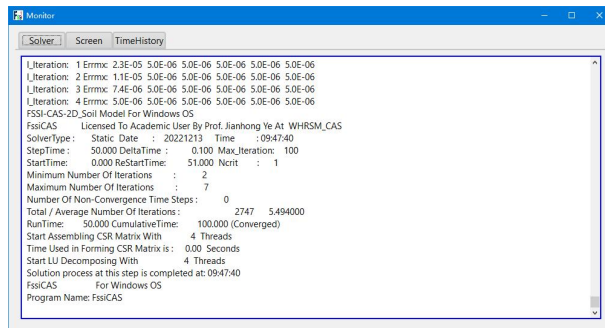 Monitor
Solver Screen TimeHistory
I_Iteration: 1 Errmx: 2.3E-05 5.0E-06 5.0E-06 5.0E-06 5.0E-06 5.0E-06
I_Iteration: 2 Errmx: 1.1E-05 5.0E-06 5.0E-06 5.0E-06 5.0E-06 5.0E-06
I_Iteration: 3 Errmx: 7.4E-06 5.0E-06 5.0E-06 5.0E-06 5.0E-06 5.0E-06
I_Iteration: 4 Errmx: 5.0E-06 5.0E-06 5.0E-06 5.0E-06 5.0E-06 5.0E-06
FSSI-CAS-2D_Soil Model For Windows OS
FssiCAS Licensed To Academic User By Prof. Jianhong Ye At WHRSM_CAS
SolverType : Static Date : 20221213 Time : 09:47:40
StepTime : 50.000 DeltaTime : 0.100 Max_Iteration: 100
StartTime: 0.000 ReStartTime: 51.000 Ncrit : 1
Minimum Number Of Iterations : 2
Maximum Number Of Iterations : 7
Number Of Non-Convergence Time Steps : 0
Total / Average Number Of Iterations : 2747 5.494000
RunTime: 50.000 CumulativeTime: 100.000 (Converged)
Start Assembling CSR Matrix With 4 Threads
Time Used in Forming CSR Matrix is : 0.00 Seconds
Start LU Decomposing With 4 Threads
Solution process at this step is completed at: 09:47:40
FssiCAS For Windows OS
Program Name: FssiCAS